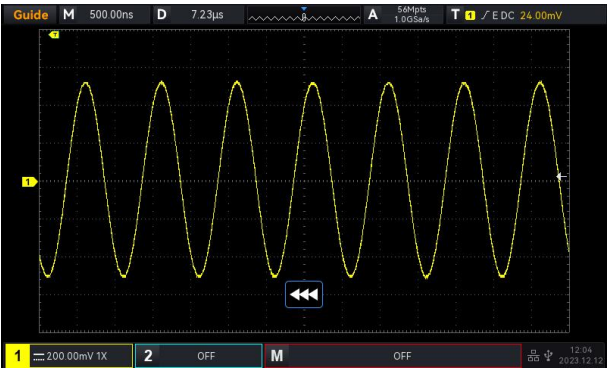 Guide M 500.00ns D 7.23µs A 56Mpts 1.0GSa/s T 1 E DC 24.00mV
T
1
1 200.00mV 1X 2 OFF M OFF 12:04
2023.12.12